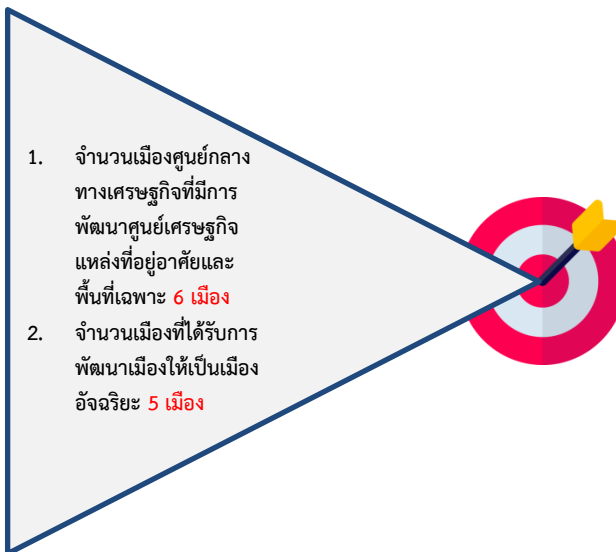 1. จำนวนเมืองศูนย์กลาง
ทางเศรษฐกิจที่มีการ
พัฒนาศูนย์เศรษฐกิจ
แหล่งที่อยู่อาศัยและ
พื้นที่เฉพาะ 6 เมือง
2. จำนวนเมืองที่ได้รับการ
พัฒนาเมืองให้เป็นเมือง
อัจฉริยะ 5 เมือง